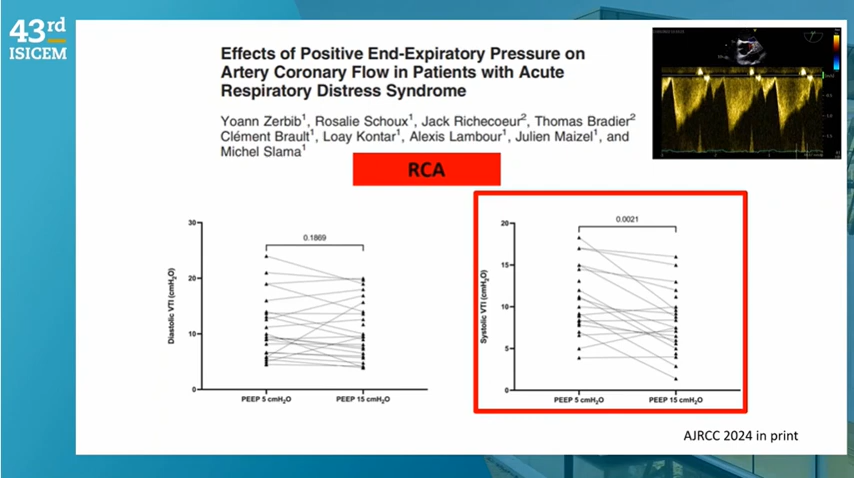 43rd
ISICEM
Effects of Positive End-Expiratory Pressure on
Artery Coronary Flow in Patients with Acute
Respiratory Distress Syndrome
Yoann Zerbib1, Rosalie Schoux1, Jack Richecoeur2, Thomas Bradier2
Clément Brault1, Loay Kontar1, Alexis Lambour1, Julien Maizel1, and
Michel Slama1
RCA
30
20
10
0
Diastolic VTI (cmH2O)
0.1869
PEEP 5 cmH2O
PEEP 15 cmH2O
20
15
10
5
0
Systolic VTI (cmH2O)
0.0021
PEEP 5 cmH2O
PEEP 15 cmH2O
AJRCC 2024 in print